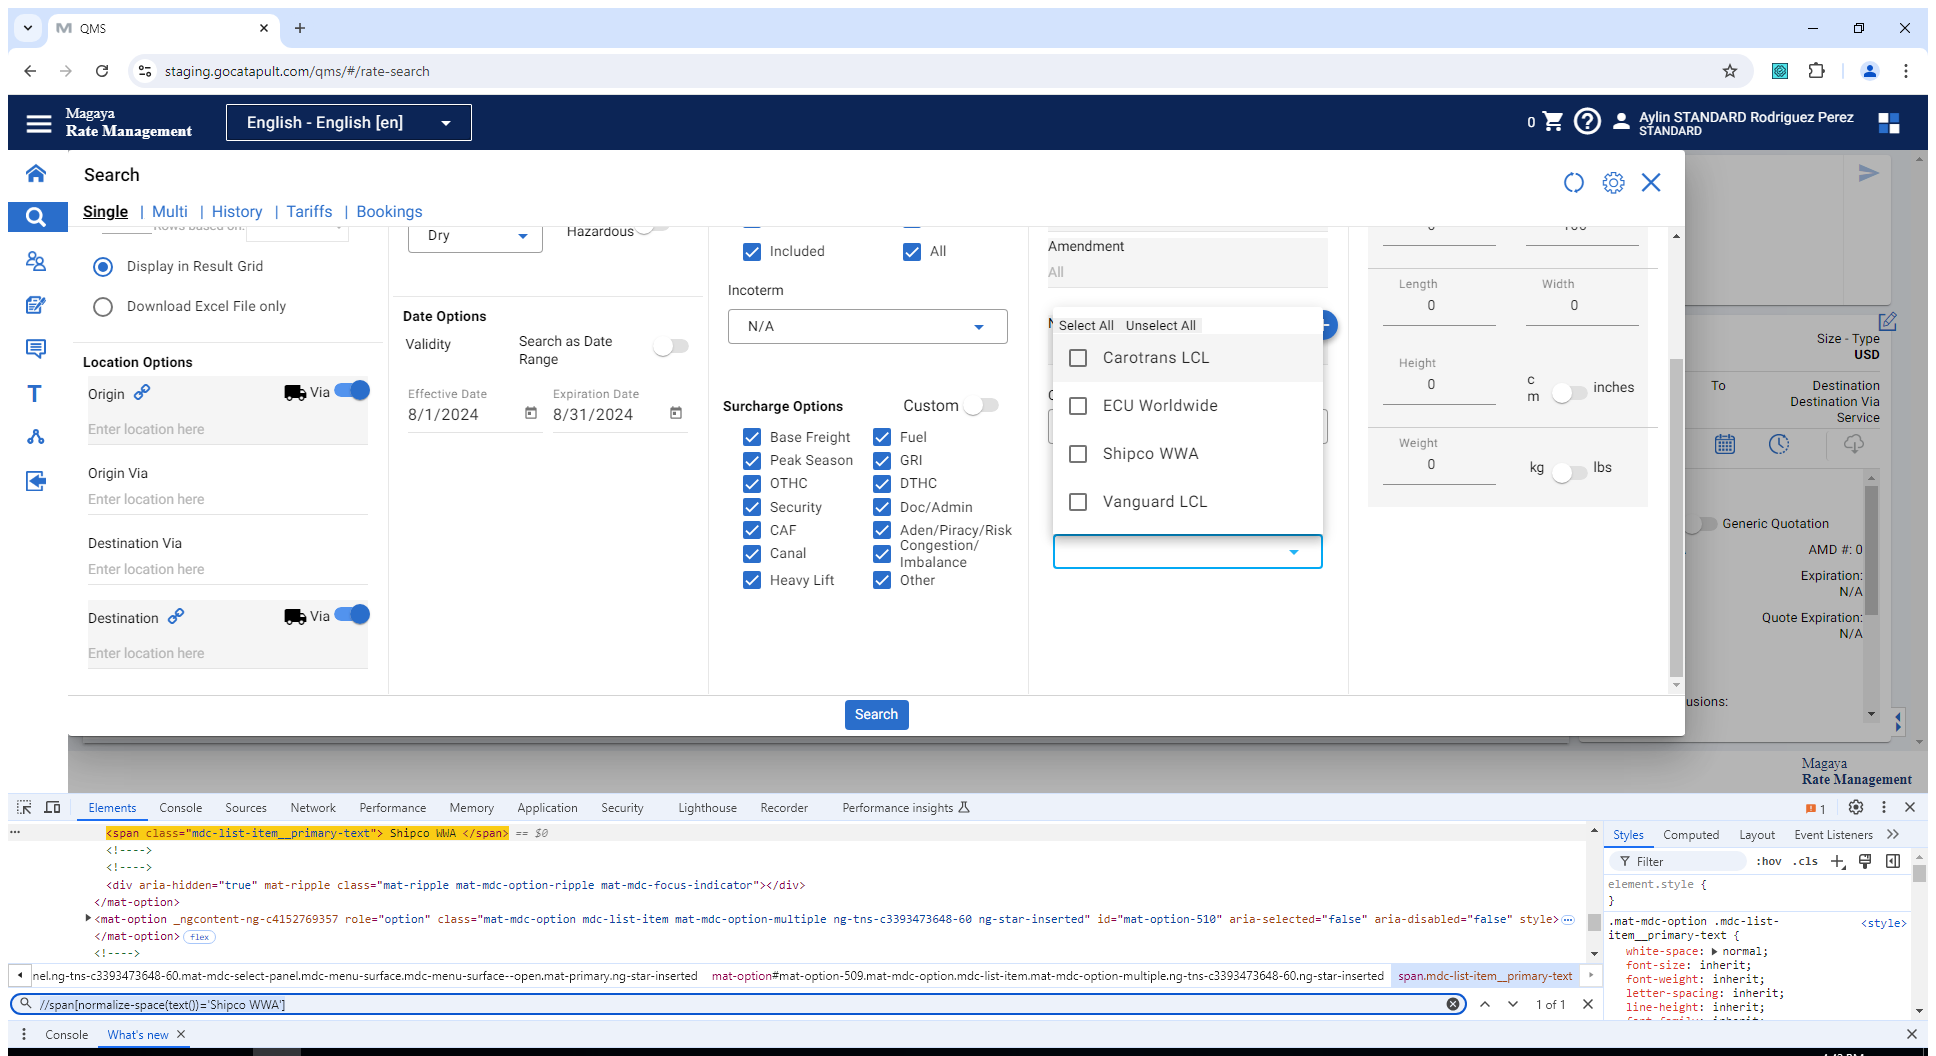 QMS
staging.gocatapult.com/qms/#/rate-search
Magaya
Rate Management
English - English [en]
0
Aylin STANDARD Rodriguez Perez
STANDARD
Search
Single | Multi | History | Tariffs | Bookings
Rows based on:
Display in Result Grid
Download Excel File only
Location Options
Origin
Via
Enter location here
Origin Via
Enter location here
Destination Via
Enter location here
Destination
Via
Enter location here
Dry
Hazardous
Date Options
Validity
Search as Date
Range
Effective Date
8/1/2024
Expiration Date
8/31/2024
Included
All
Incoterm
N/A
Surcharge Options
Custom
Base Freight
Fuel
Peak Season
GRI
OTHC
DTHC
Security
Doc/Admin
CAF
Aden/Piracy/Risk
Canal
Congestion/
Imbalance
Heavy Lift
Other
Amendment
All
Select All Unselect All
Carotrans LCL
ECU Worldwide
Shipco WWA
Vanguard LCL
0
100
Length
0
Width
0
Height
0
c
m
inches
Weight
0
kg
lbs
Search
Size - Type
USD
To
Destination
Destination Via
Service
Generic Quotation
AMD #: 0
Expiration:
N/A
Quote Expiration:
N/A
usions:
Magaya
Rate Management
Elements Console Sources Network Performance Memory Application Security Lighthouse Recorder Performance insights
1
<span class="mdc-list-item__primary-text"> Shipco WWA </span> == $0
<!---->
<!---->
<div aria-hidden="true" mat-ripple class="mat-ripple mat-mdc-option-ripple mat-mdc-focus-indicator"></div>
</mat-option>
<mat-option _ngcontent-ng-c4152769357 role="option" class="mat-mdc-option mdc-list-item mat-mdc-option-multiple ng-tns-c3393473648-60 ng-star-inserted" id="mat-option-510" aria-selected="false" aria-disabled="false" style>
</mat-option> flex
<!---->
nel.ng-tns-c3393473648-60.mat-mdc-select-panel.mdc-menu-surface.mdc-menu-surface--open.mat-primary.ng-star-inserted mat-option#mat-option-509.mat-mdc-option.mdc-list-item.mat-mdc-option-multiple.ng-tns-c3393473648-60.ng-star-inserted span.mdc-list-item__primary-text
//span[normalize-space(text())='Shipco WWA']
1 of 1
Styles Computed Layout Event Listeners
Filter
:hov .cls
element.style {
}
.mat-mdc-option .mdc-list-
item__primary-text {
<style>
white-space: normal;
font-size: inherit;
font-weight: inherit;
letter-spacing: inherit;
line-height: inherit;
font-family: inherit;
Console What's new